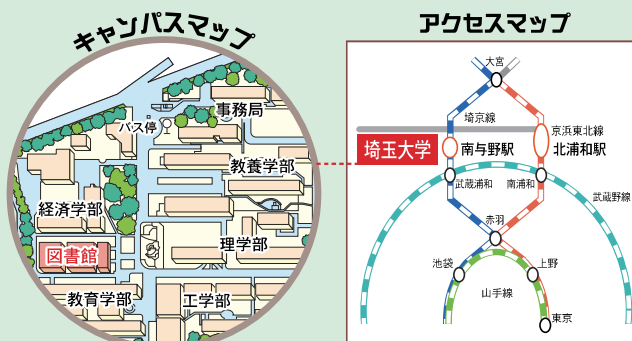 キャンパスマップ
事務局
バス停
教養学部
経済学部
理学部
図書館
教育学部
工学部
アクセスマップ
大宮
埼京線
京浜東北線
埼玉大学
南与野駅
北浦和駅
武蔵浦和
南浦和
武蔵野線
赤羽
池袋
上野
山手線
東京